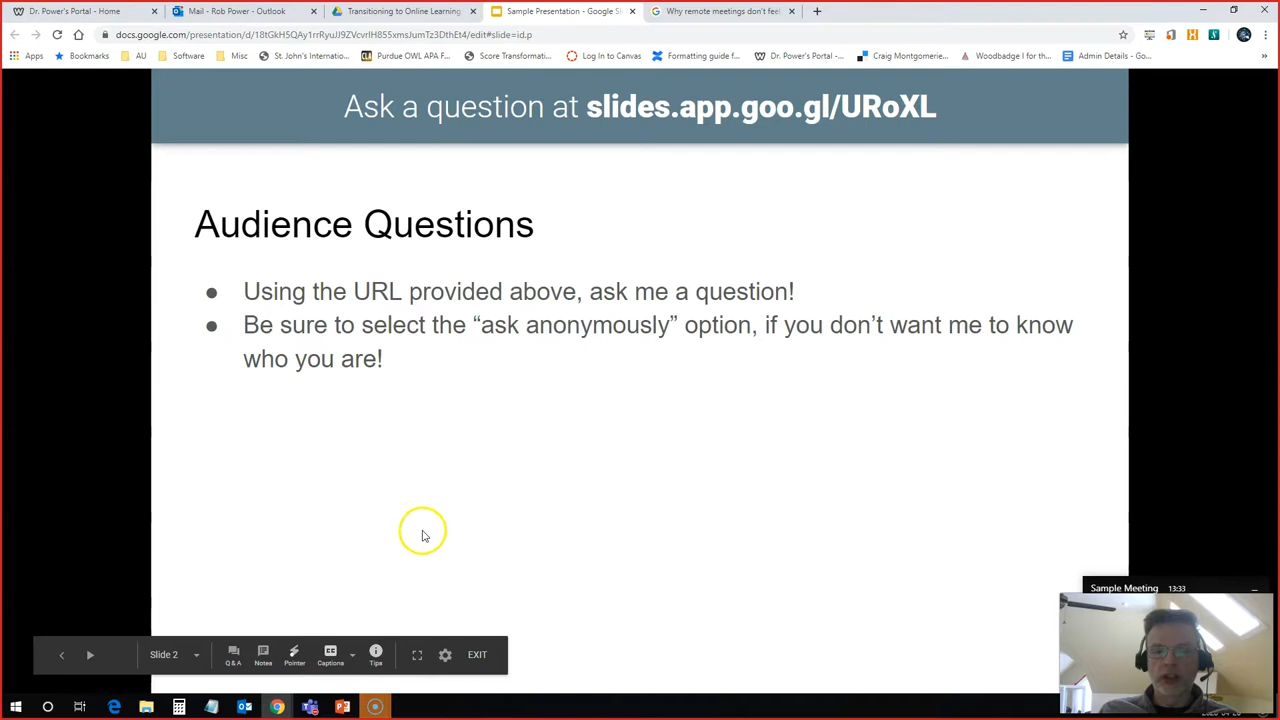 Dr. Power's Portal - Home
Mail - Rob Power - Outlook
Transitioning to Online Learning
Sample Presentation - Google Sl
Why remote meetings don't feel
docs.google.com/presentation/d/18tGkH5QAy1rrRyuJJ9ZVcvrIH855xmsJumTz3DthEt4/edit#slide=id.p
Apps
Bookmarks
AU
Software
Misc
St. John's Internatio...
Purdue OWL APA F...
Score Transformatio...
Log In to Canvas
Formatting guide f...
Dr. Power's Portal -...
Craig Montgomerie...
Woodbadge I for th...
Admin Details - Go...
Ask a question at slides.app.goo.gl/URoXL
Audience Questions
● Using the URL provided above, ask me a question!
● Be sure to select the “ask anonymously” option, if you don’t want me to know
who you are!
Sample Meeting 13:33
Slide 2
Q & A
Notes
Pointer
Captions
Tips
EXIT